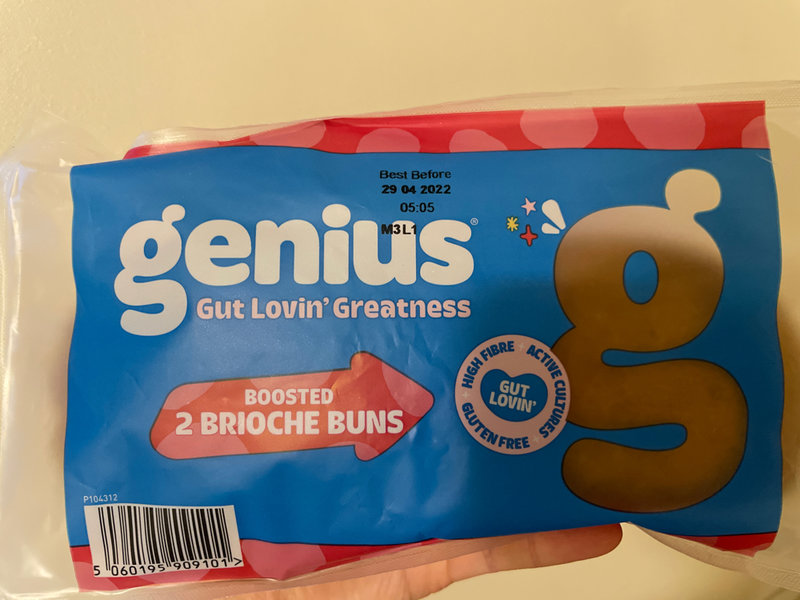 Best Before
29 04 2022
05:05
M3L1
genius®
Gut Lovin' Greatness
BOOSTED
2 BRIOCHE BUNS
HIGH FIBRE + ACTIVE CULTURES + GLUTEN FREE +
GUT
LOVIN'
g
P104312
5 060195 909101 >